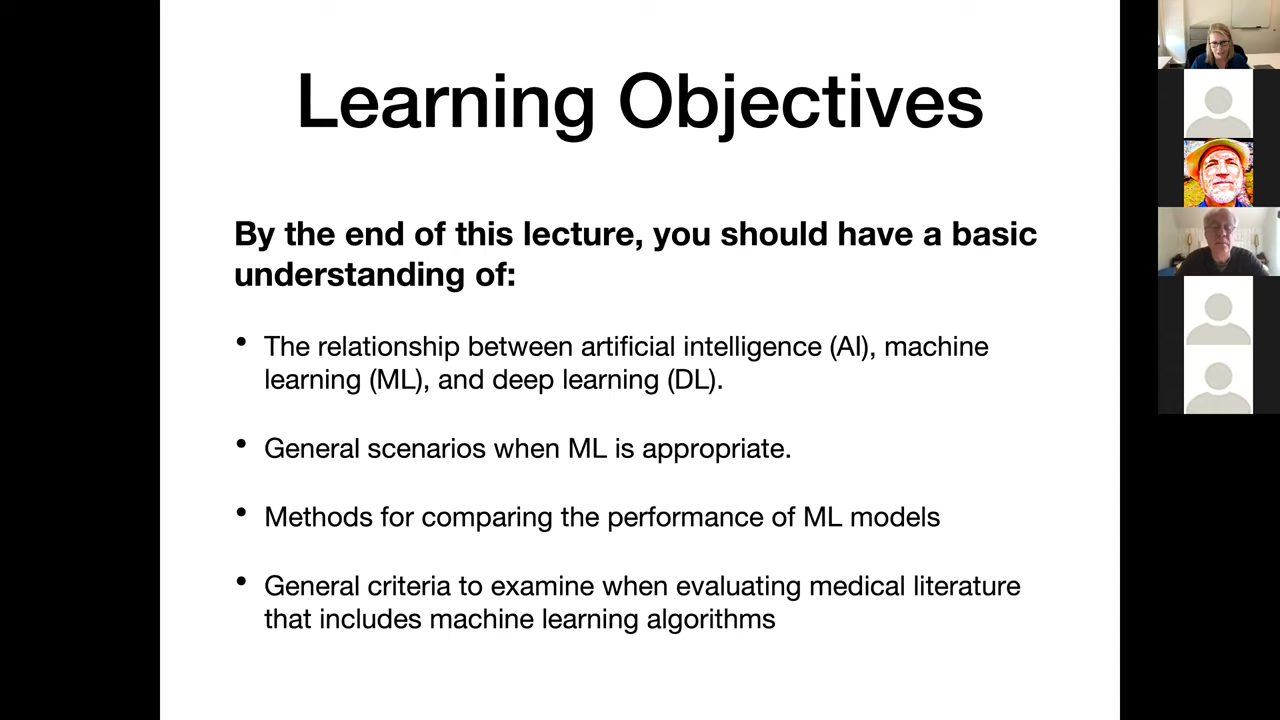 Learning Objectives
By the end of this lecture, you should have a basic
understanding of:
• The relationship between artificial intelligence (AI), machine
learning (ML), and deep learning (DL).
• General scenarios when ML is appropriate.
• Methods for comparing the performance of ML models
• General criteria to examine when evaluating medical literature
that includes machine learning algorithms